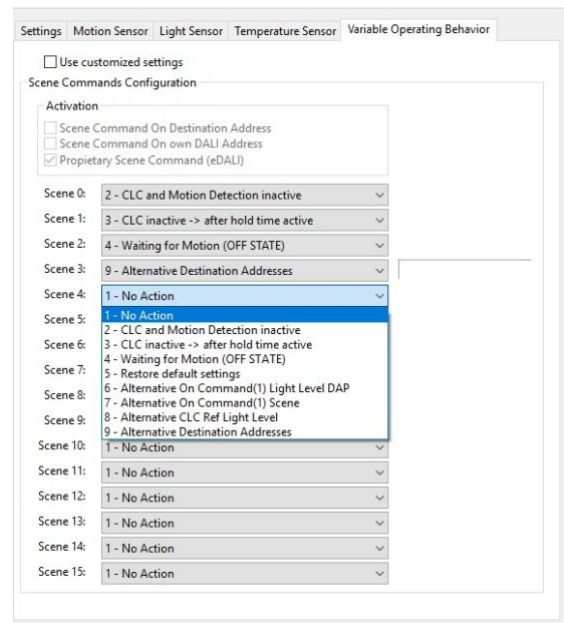 Settings Motion Sensor Light Sensor Temperature Sensor Variable Operating Behavior
Use customized settings
Scene Commands Configuration
Activation
Scene Command On Destination Address
Scene Command On own DALI Address
Propietary Scene Command (eDALI)
Scene 0: 2 - CLC and Motion Detection inactive
Scene 1: 3 - CLC inactive -> after hold time active
Scene 2: 4 - Waiting for Motion (OFF STATE)
Scene 3: 9 - Alternative Destination Addresses
Scene 4: 1 - No Action
Scene 5: 1 - No Action
2 - CLC and Motion Detection inactive
Scene 6: 3 - CLC inactive -> after hold time active
4 - Waiting for Motion (OFF STATE)
Scene 7: 5 - Restore default settings
6 - Alternative On Command(1) Light Level DAP
Scene 8: 7 - Alternative On Command(1) Scene
8 - Alternative CLC Ref Light Level
Scene 9: 9 - Alternative Destination Addresses
Scene 10: 1 - No Action
Scene 11: 1 - No Action
Scene 12: 1 - No Action
Scene 13: 1 - No Action
Scene 14: 1 - No Action
Scene 15: 1 - No Action